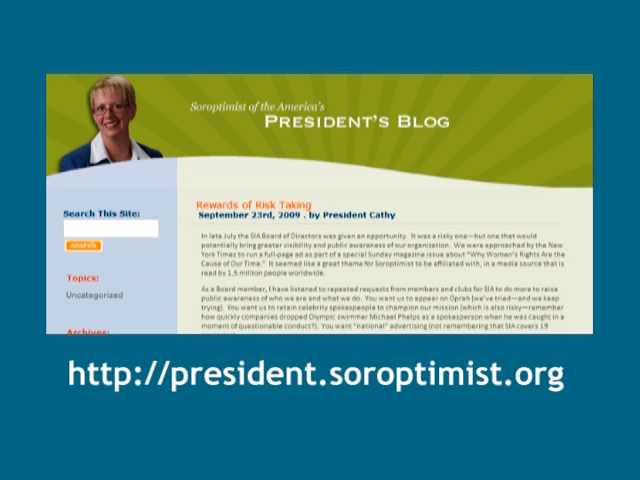 Soroptimist of the America's
PRESIDENT'S BLOG
Search This Site:
search
Topics:
Uncategorized
Archives:
Rewards of Risk Taking
September 23rd, 2009 . by President Cathy
In late July the SIA Board of Directors was given an opportunity. It was a risky one—but one that would
potentially bring greater visibility and public awareness of our organization. We were approached by the New
York Times to run a full-page ad as part of a special Sunday magazine issue about "Why Women's Rights Are the
Cause of Our Time." It seemed like a great theme for Soroptimist to be affiliated with, in a media source that is
read by 1.5 million people worldwide.
As a Board member, I have listened to repeated requests from members and clubs for SIA to do more to raise
public awareness of who we are and what we do. You want us to appear on Oprah (we've tried—and we keep
trying). You want us to retain celebrity spokespeople to champion our mission (which is also risky—remember
how quickly companies dropped Olympic swimmer Michael Phelps as a spokesperson when he was caught in a
moment of questionable conduct?). You want "national" advertising (not remembering that SIA covers 19
http://president.soroptimist.org